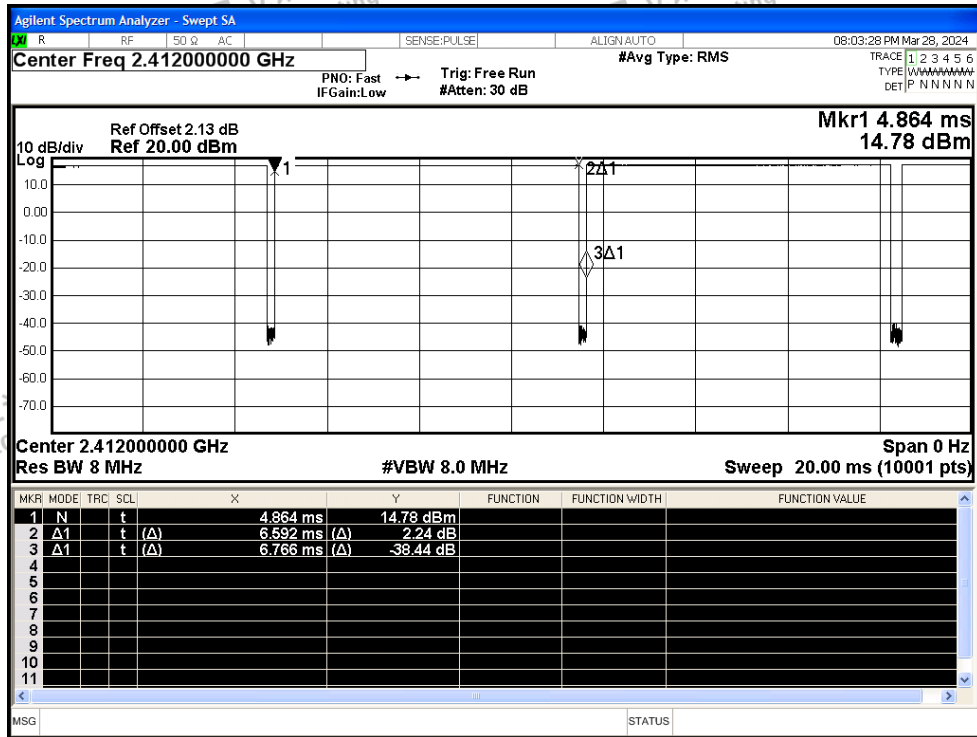 Agilent Spectrum Analyzer - Swept SA
LXI R RF 50 Ω AC SENSE:PULSE ALIGN AUTO 08:03:28 PM Mar 28, 2024
Center Freq 2.412000000 GHz #Avg Type: RMS TRACE 1 2 3 4 5 6
PNO: Fast Trig: Free Run TYPE WWWWWW
IFGain:Low #Atten: 30 dB DET P N N N N N
Mkr1 4.864 ms
Ref Offset 2.13 dB
10 dB/div Ref 20.00 dBm 14.78 dBm
Log
1 2Δ1
10.0
0.00
-10.0
3Δ1
-20.0
-30.0
-40.0
-50.0
-60.0
-70.0
Center 2.412000000 GHz Span 0 Hz
Res BW 8 MHz #VBW 8.0 MHz Sweep 20.00 ms (10001 pts)
MKR MODE TRC SCL X Y FUNCTION FUNCTION WIDTH FUNCTION VALUE
1 N t 4.864 ms 14.78 dBm
2 Δ1 t (Δ) 6.592 ms (Δ) 2.24 dB
3 Δ1 t (Δ) 6.766 ms (Δ) -38.44 dB
4
5
6
7
8
9
10
11
MSG STATUS